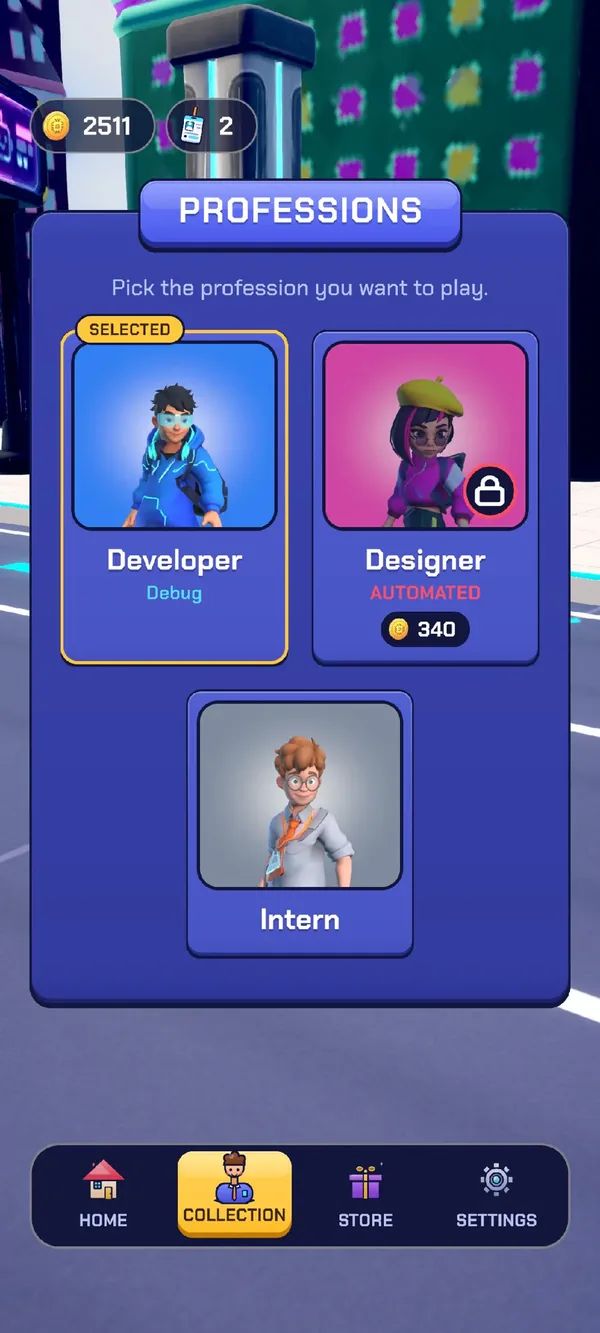 2511
2
PROFESSIONS
Pick the profession you want to play.
SELECTED
Developer
Debug
Designer
AUTOMATED
340
Intern
HOME
COLLECTION
STORE
SETTINGS